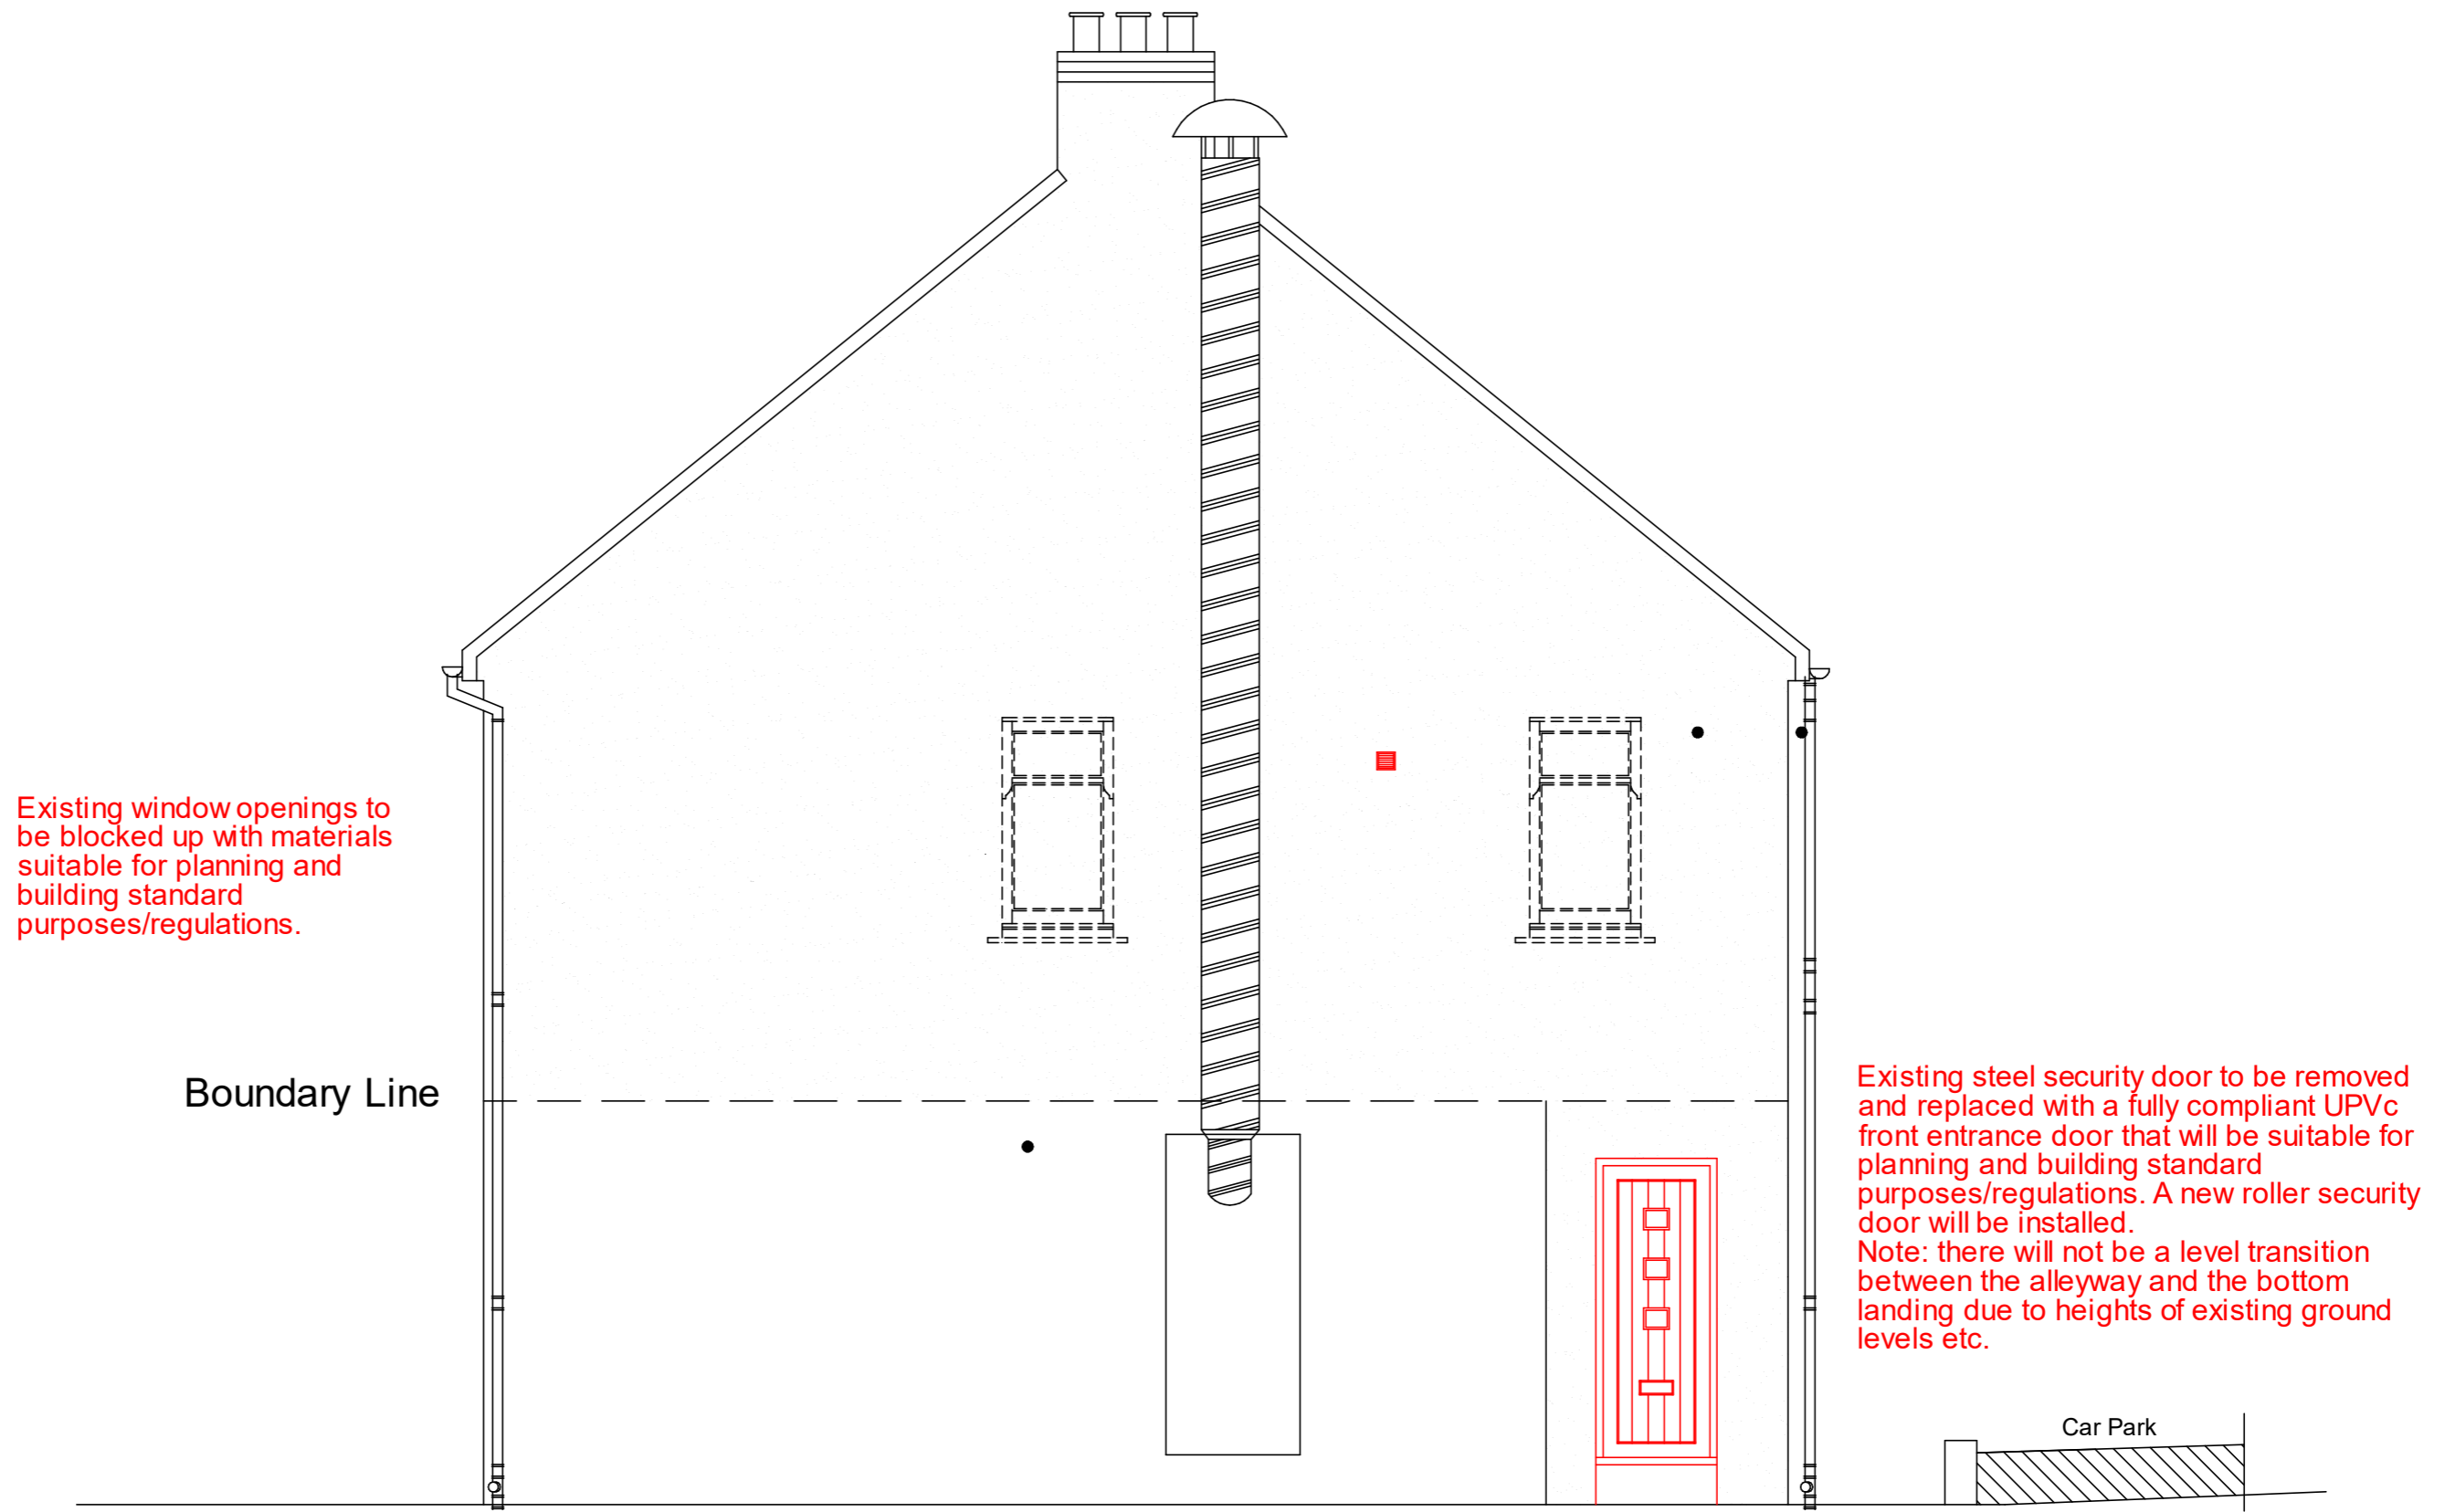 Existing window openings to
be blocked up with materials
suitable for planning and
building standard
purposes/regulations.
Boundary Line
Existing steel security door to be removed
and replaced with a fully compliant UPVc
front entrance door that will be suitable for
planning and building standard
purposes/regulations. A new roller security
door will be installed.
Note: there will not be a level transition
between the alleyway and the bottom
landing due to heights of existing ground
levels etc.
Car Park